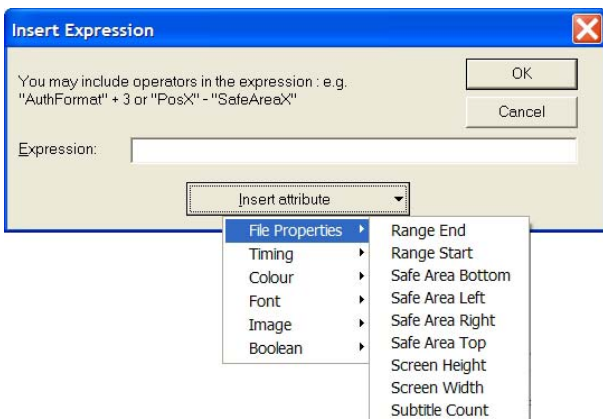 Insert Expression
You may include operators in the expression : e.g.
"AuthFormat" + 3 or "PosX" - "SafeAreaX"
OK
Cancel
Expression:
Insert attribute
File Properties
Timing
Colour
Font
Image
Boolean
Range End
Range Start
Safe Area Bottom
Safe Area Left
Safe Area Right
Safe Area Top
Screen Height
Screen Width
Subtitle Count